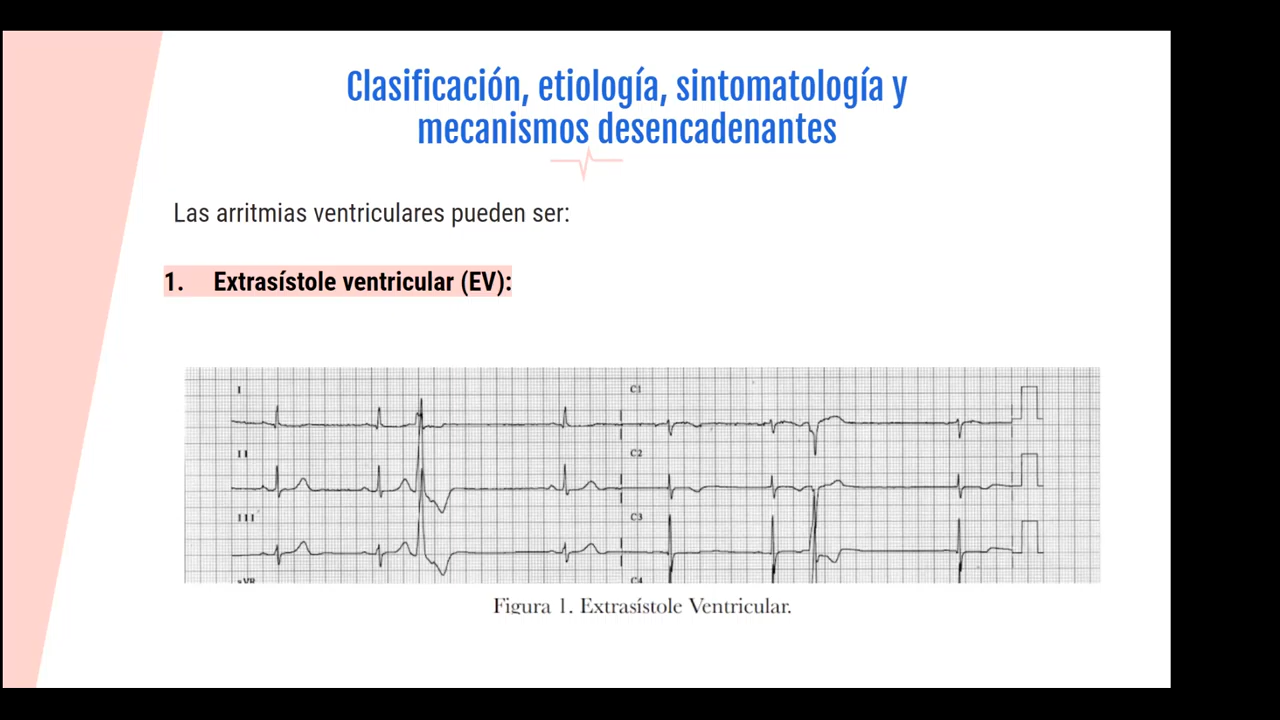 Clasificación, etiología, sintomatología y
mecanismos desencadenantes
Las arritmias ventriculares pueden ser:
1. Extrasístole ventricular (EV):
I
C1
II
C2
III
C3
aVR
C4
Figura 1. Extrasístole Ventricular.